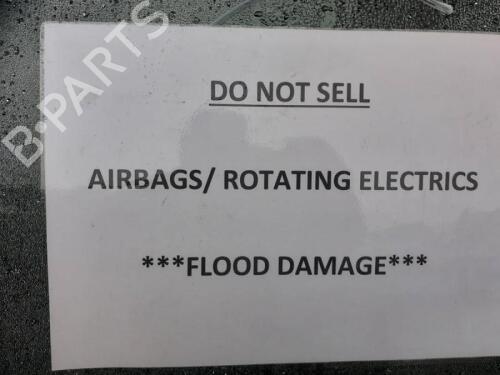 B-PARTS
DO NOT SELL
AIRBAGS/ ROTATING ELECTRICS
***FLOOD DAMAGE***